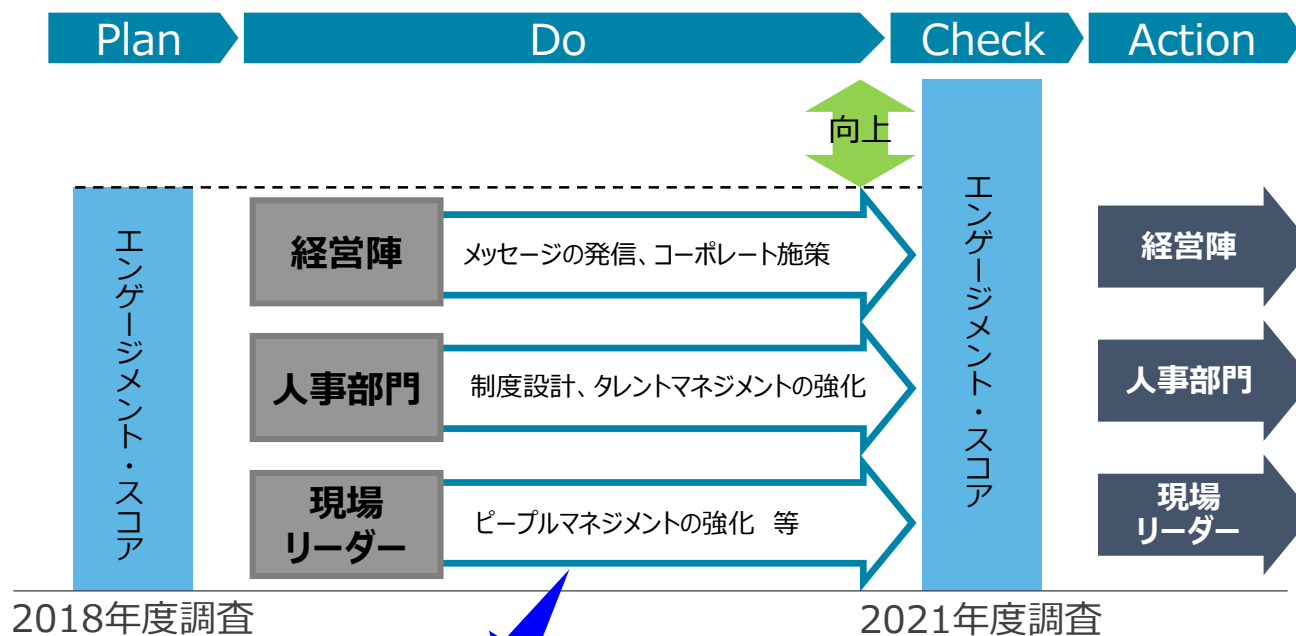 Plan
Do
Check
Action
向上
エンゲージメント・スコア
経営陣
メッセージの発信、コーポレート施策
人事部門
制度設計、タレントマネジメントの強化
現場
リーダー
ピープルマネジメントの強化　等
エンゲージメント・スコア
経営陣
人事部門
現場
リーダー
2018年度調査
2021年度調査